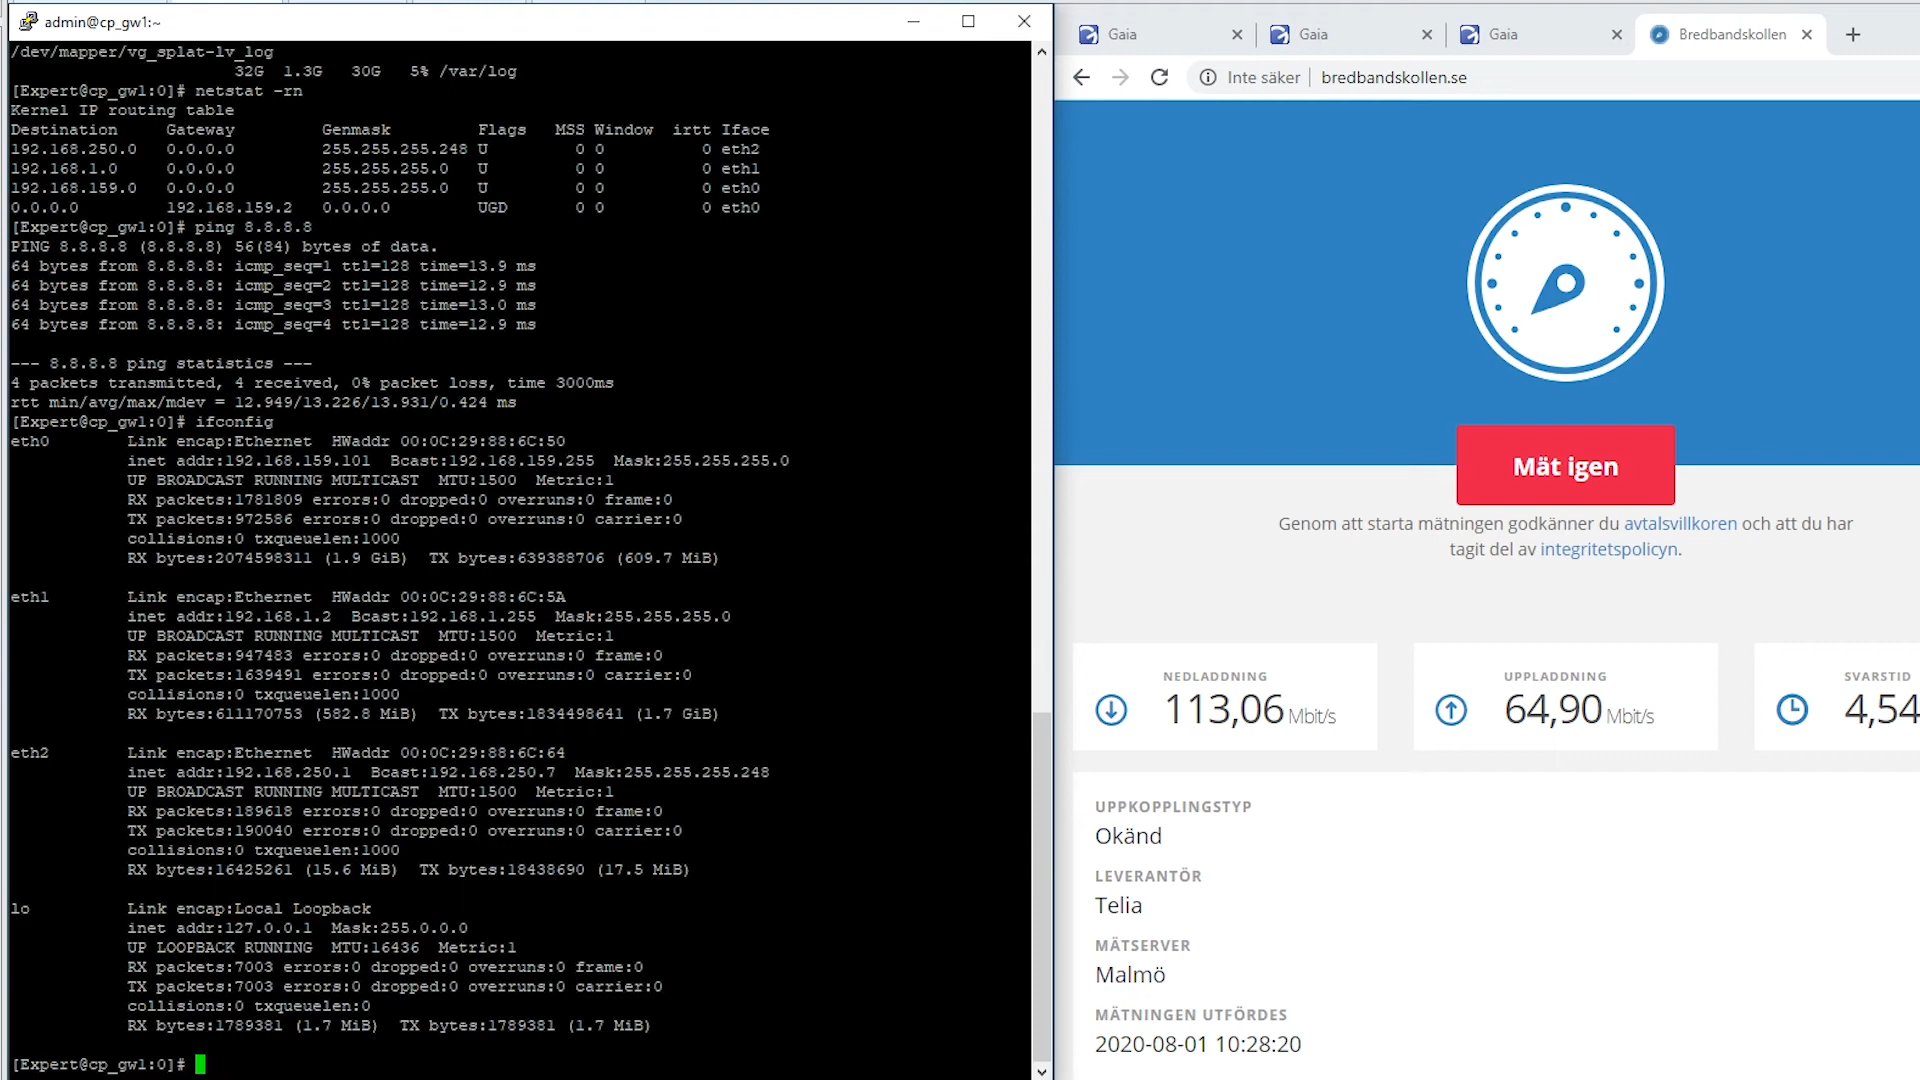 admin@cp_gw1:~
/dev/mapper/vg_splat-lv_log
32G 1.3G 30G 5% /var/log
[Expert@cp_gw1:0]# netstat -rn
Kernel IP routing table
Destination Gateway Genmask Flags MSS Window irtt Iface
192.168.250.0 0.0.0.0 255.255.255.248 U 0 0 0 eth2
192.168.1.0 0.0.0.0 255.255.255.0 U 0 0 0 eth1
192.168.159.0 0.0.0.0 255.255.255.0 U 0 0 0 eth0
0.0.0.0 192.168.159.2 0.0.0.0 UGD 0 0 0 eth0
[Expert@cp_gw1:0]# ping 8.8.8.8
PING 8.8.8.8 (8.8.8.8) 56(84) bytes of data.
64 bytes from 8.8.8.8: icmp_seq=1 ttl=128 time=13.9 ms
64 bytes from 8.8.8.8: icmp_seq=2 ttl=128 time=12.9 ms
64 bytes from 8.8.8.8: icmp_seq=3 ttl=128 time=13.0 ms
64 bytes from 8.8.8.8: icmp_seq=4 ttl=128 time=12.9 ms
--- 8.8.8.8 ping statistics ---
4 packets transmitted, 4 received, 0% packet loss, time 3000ms
rtt min/avg/max/mdev = 12.949/13.226/13.931/0.424 ms
[Expert@cp_gw1:0]# ifconfig
eth0 Link encap:Ethernet HWaddr 00:0C:29:88:6C:50
inet addr:192.168.159.101 Bcast:192.168.159.255 Mask:255.255.255.0
UP BROADCAST RUNNING MULTICAST MTU:1500 Metric:1
RX packets:1781809 errors:0 dropped:0 overruns:0 frame:0
TX packets:972586 errors:0 dropped:0 overruns:0 carrier:0
collisions:0 txqueuelen:1000
RX bytes:2074598311 (1.9 GiB) TX bytes:639388706 (609.7 MiB)
eth1 Link encap:Ethernet HWaddr 00:0C:29:88:6C:5A
inet addr:192.168.1.2 Bcast:192.168.1.255 Mask:255.255.255.0
UP BROADCAST RUNNING MULTICAST MTU:1500 Metric:1
RX packets:947483 errors:0 dropped:0 overruns:0 frame:0
TX packets:1639491 errors:0 dropped:0 overruns:0 carrier:0
collisions:0 txqueuelen:1000
RX bytes:611170753 (582.8 MiB) TX bytes:1834498641 (1.7 GiB)
eth2 Link encap:Ethernet HWaddr 00:0C:29:88:6C:64
inet addr:192.168.250.1 Bcast:192.168.250.7 Mask:255.255.255.248
UP BROADCAST RUNNING MULTICAST MTU:1500 Metric:1
RX packets:189618 errors:0 dropped:0 overruns:0 frame:0
TX packets:190040 errors:0 dropped:0 overruns:0 carrier:0
collisions:0 txqueuelen:1000
RX bytes:16425261 (15.6 MiB) TX bytes:18438690 (17.5 MiB)
lo Link encap:Local Loopback
inet addr:127.0.0.1 Mask:255.0.0.0
UP LOOPBACK RUNNING MTU:16436 Metric:1
RX packets:7003 errors:0 dropped:0 overruns:0 frame:0
TX packets:7003 errors:0 dropped:0 overruns:0 carrier:0
collisions:0 txqueuelen:0
RX bytes:1789381 (1.7 MiB) TX bytes:1789381 (1.7 MiB)
[Expert@cp_gw1:0]#
Gaia
Gaia
Gaia
Bredbandskollen
Inte säker
bredbandskollen.se
Mät igen
Genom att starta mätningen godkänner du avtalsvillkoren och att du har
tagit del av integritetspolicyn.
NEDLADDNING
113,06 Mbit/s
UPPLADDNING
64,90 Mbit/s
SVARSTID
4,54
UPPKOPPLINGSTYP
Okänd
LEVERANTÖR
Telia
MÄTSERVER
Malmö
MÄTNINGEN UTFÖRDES
2020-08-01 10:28:20